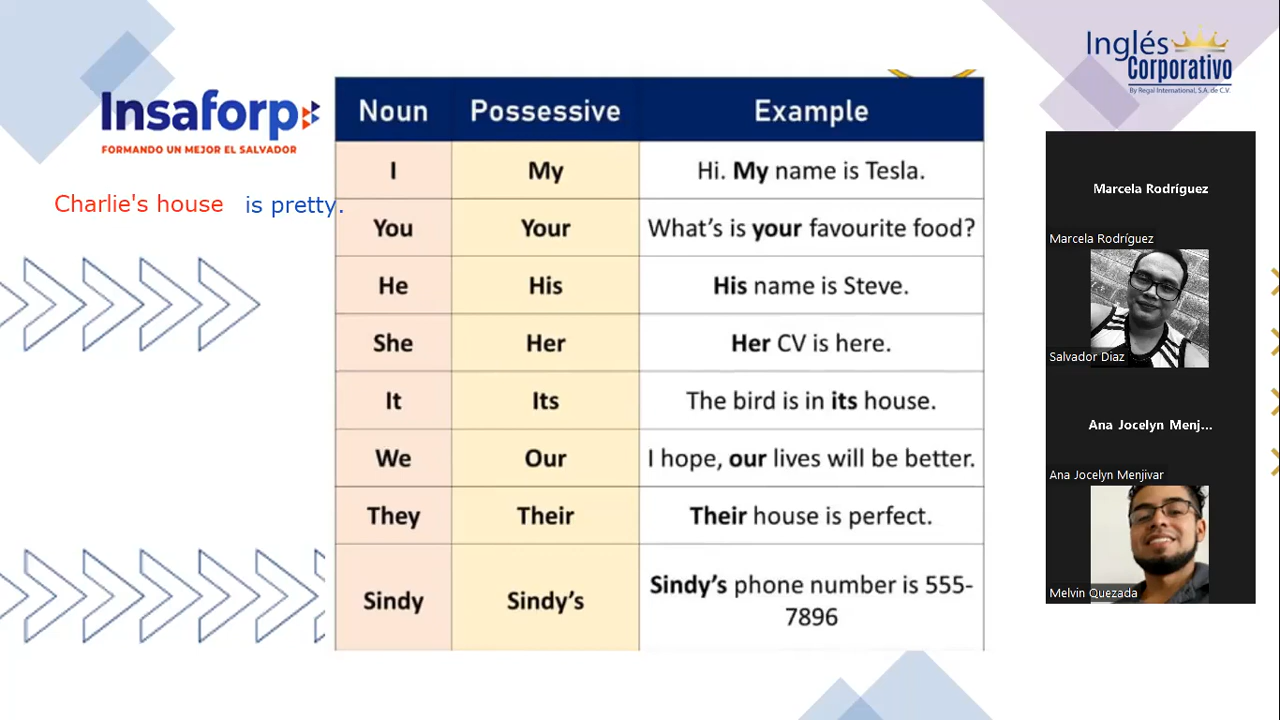 Insaforp
FORMANDO UN MEJOR EL SALVADOR
Charlie's house is pretty.
Noun Possessive Example
I My Hi. My name is Tesla.
You Your What's is your favourite food?
He His His name is Steve.
She Her Her CV is here.
It Its The bird is in its house.
We Our I hope, our lives will be better.
They Their Their house is perfect.
Sindy Sindy's Sindy's phone number is 555-
7896
Inglés
Corporativo
By Regal International, S.A. de C.V.
Marcela Rodríguez
Marcela Rodríguez
Salvador Diaz
Ana Jocelyn Menj...
Ana Jocelyn Menjivar
Melvin Quezada